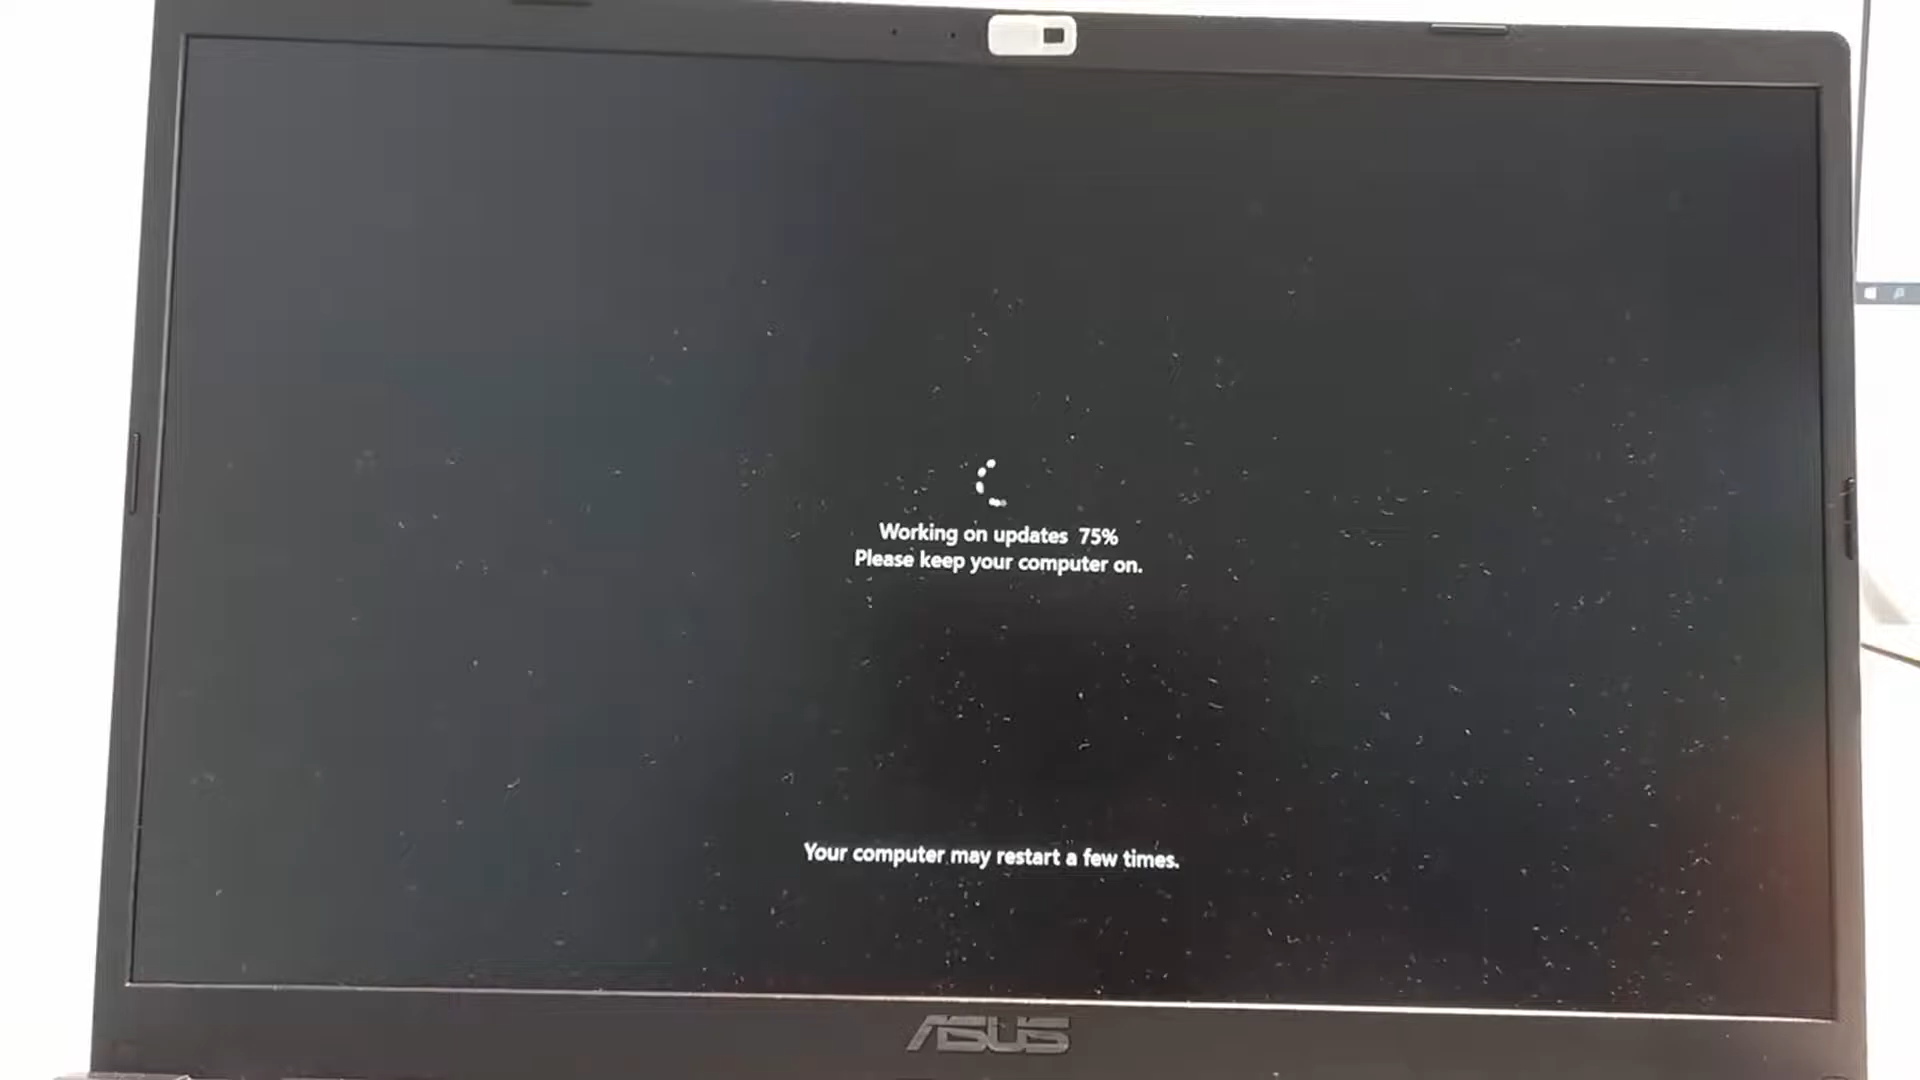 Working on updates 75%
Please keep your computer on.
Your computer may restart a few times.
ASUS